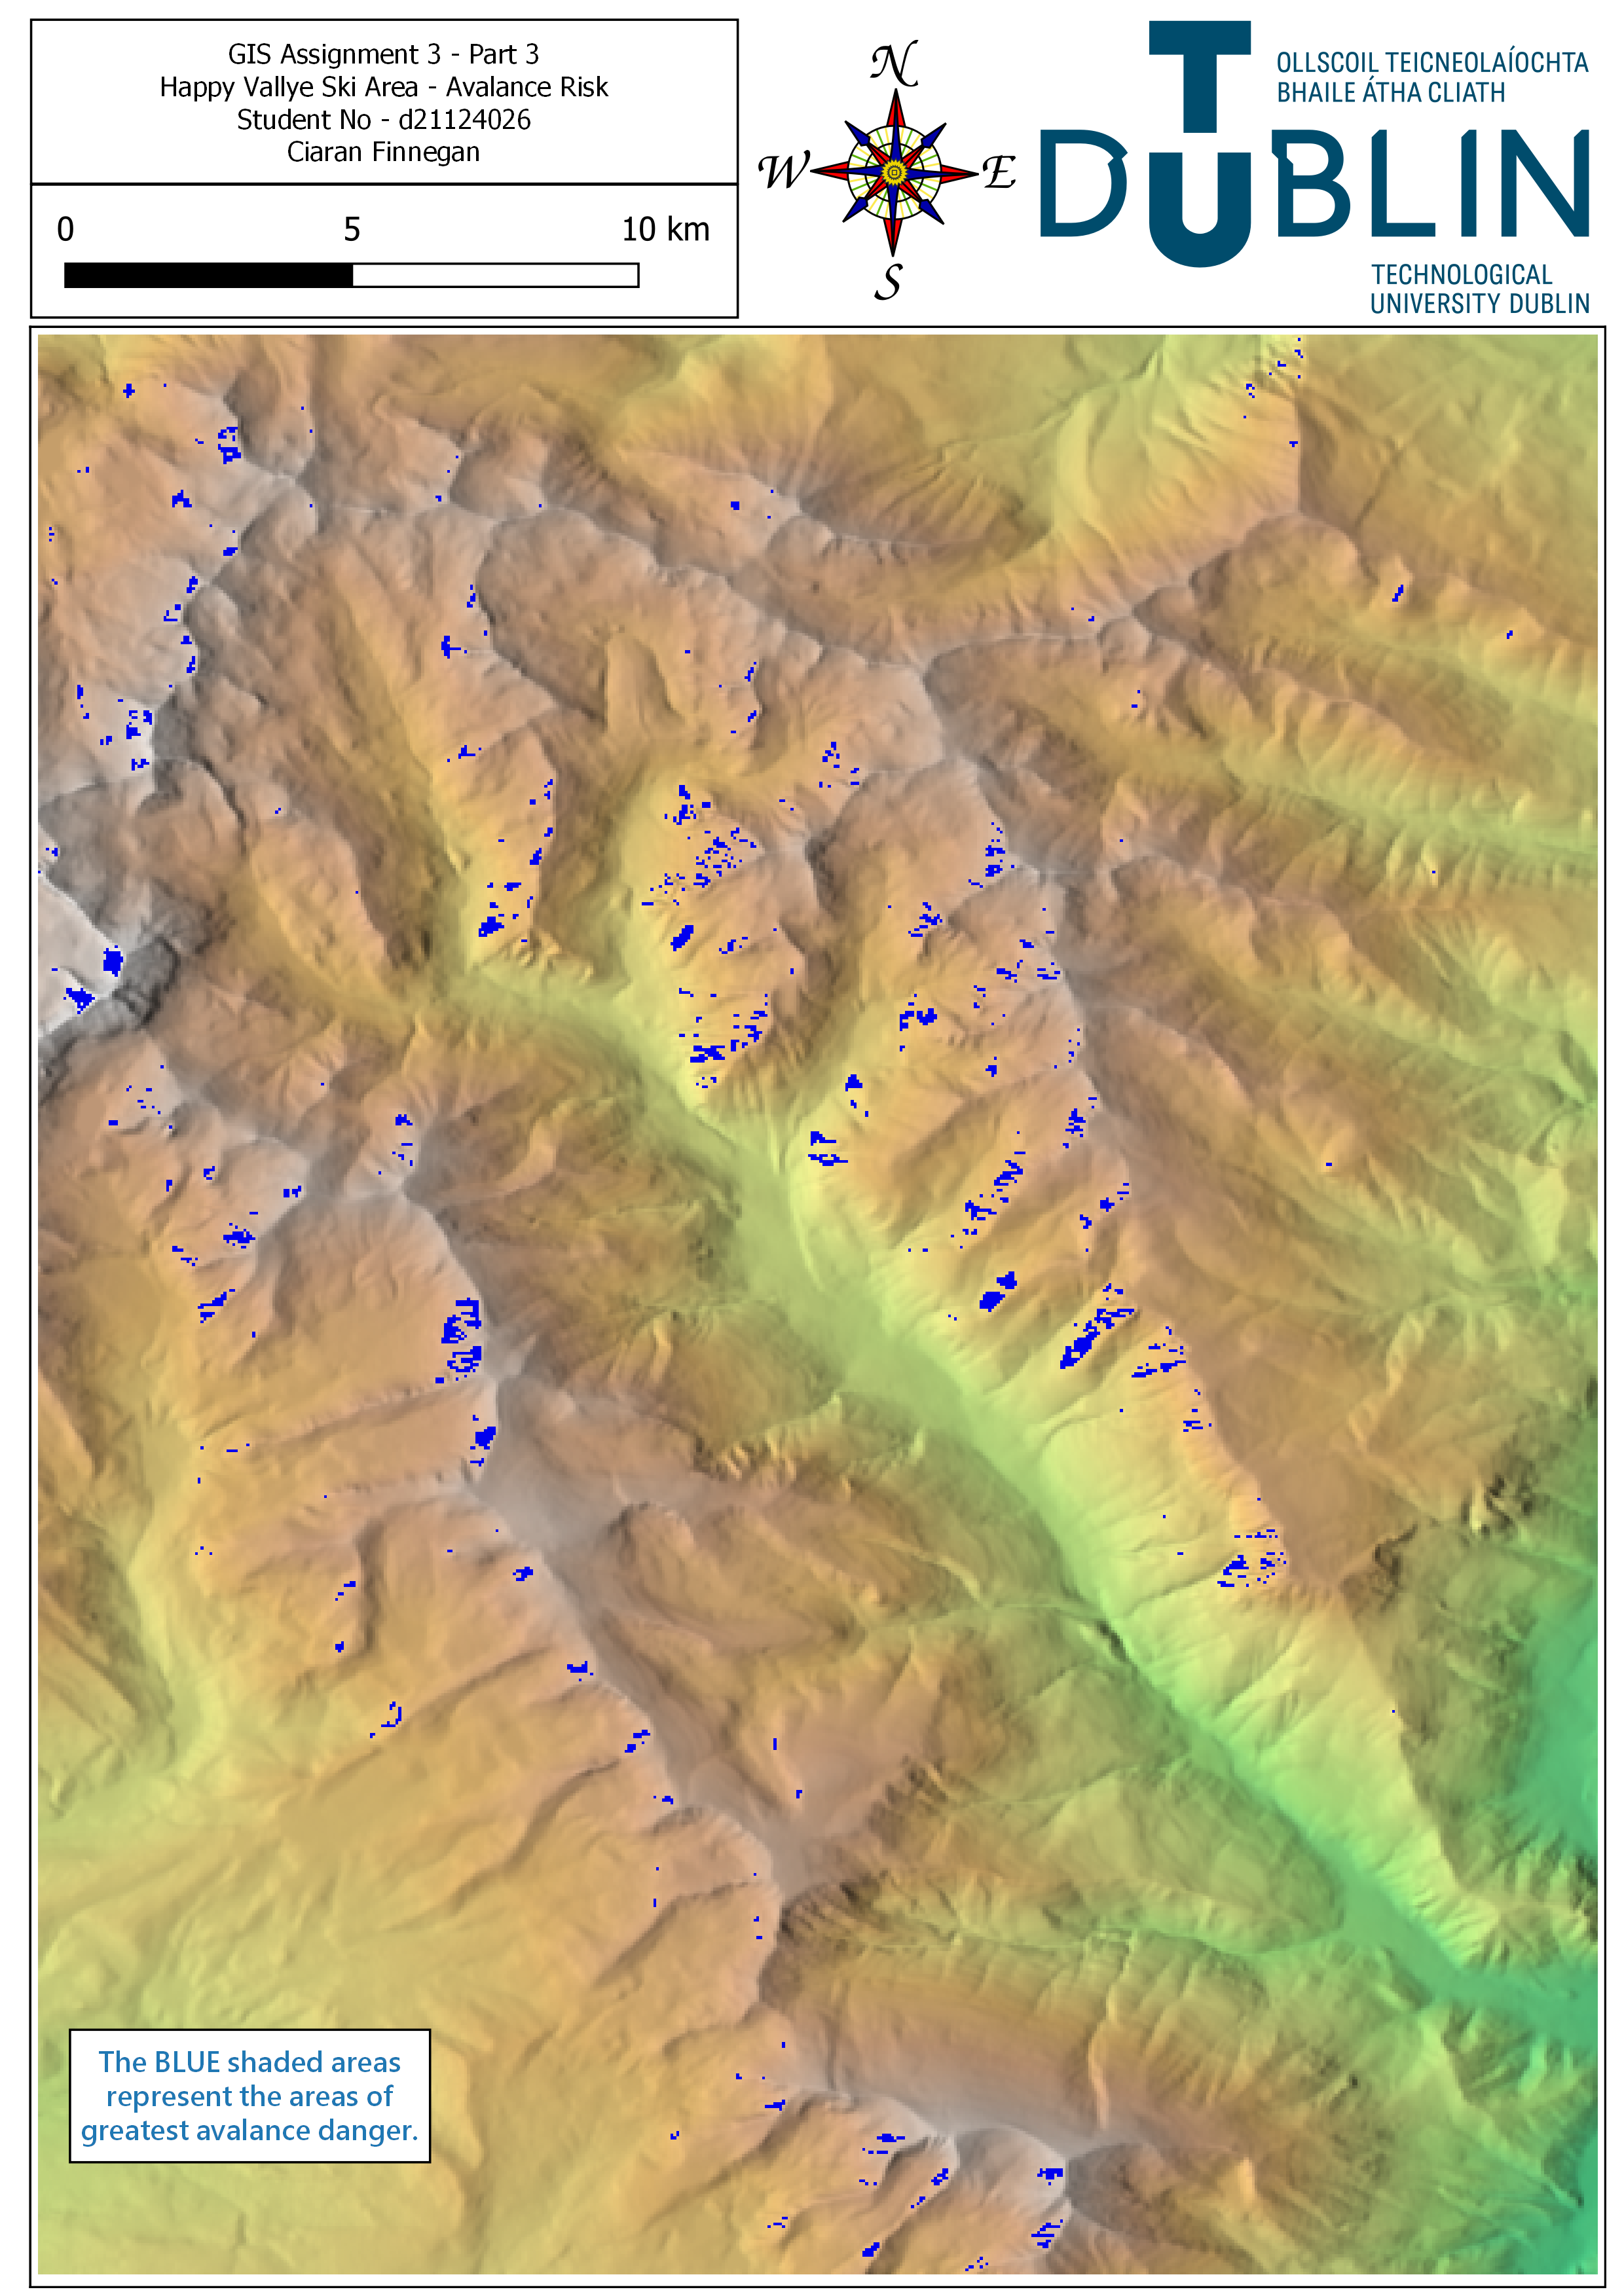 GIS Assignment 3 - Part 3
Happy Vallye Ski Area - Avalance Risk
Student No - d21124026
Ciaran Finnegan
0 5 10 km
N
W E
S
OLLSCOIL TEICNEOLAÍOCHTA
BHAILE ÁTHA CLIATH
TU DUBLIN
TECHNOLOGICAL
UNIVERSITY DUBLIN
The BLUE shaded areas
represent the areas of
greatest avalance danger.